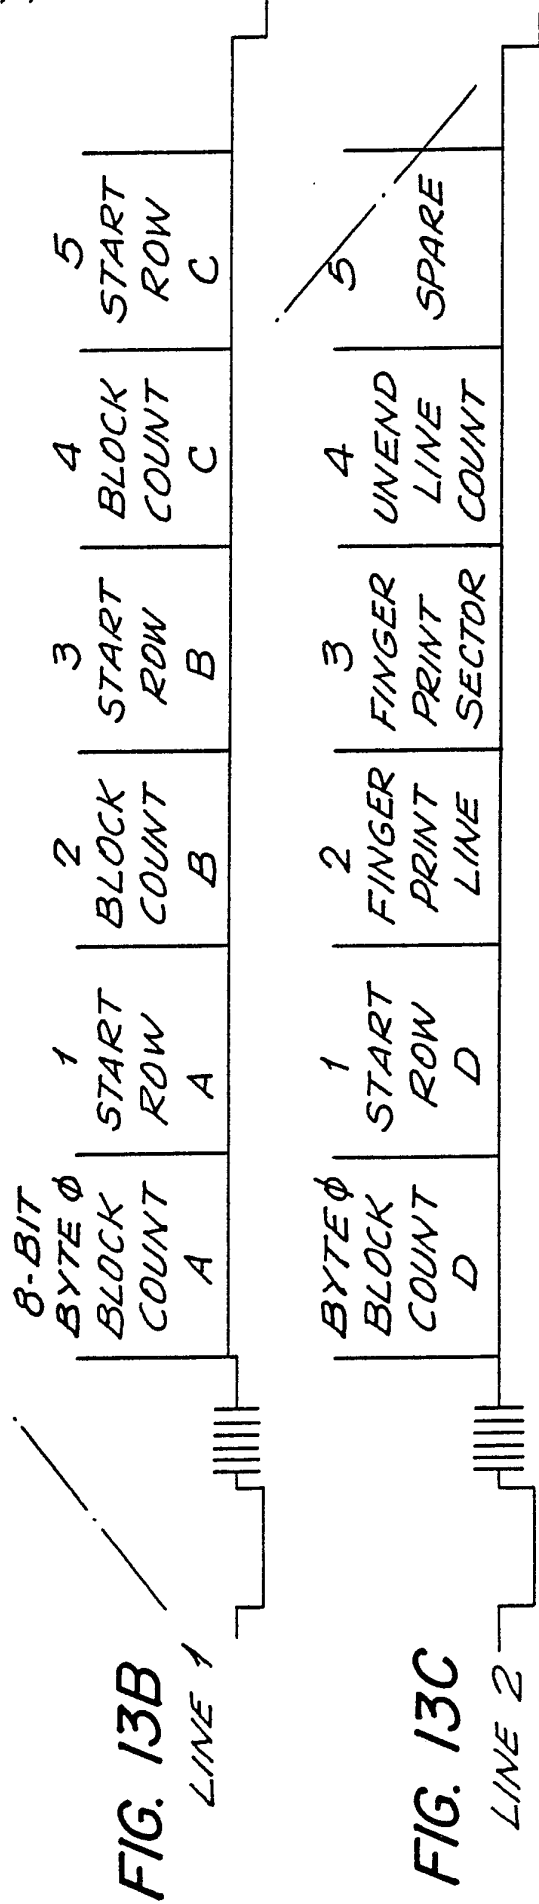 8-BIT
BYTE Φ
BLOCK
COUNT
A
1
START
ROW
A
2
BLOCK
COUNT
B
3
START
ROW
B
4
BLOCK
COUNT
C
5
START
ROW
C
FIG. 13B
LINE 1
BYTE Φ
BLOCK
COUNT
D
1
START
ROW
D
2
FINGER
PRINT
LINE
3
FINGER
PRINT
SECTOR
4
UNEND
LINE
COUNT
5
SPARE
FIG. 13C
LINE 2